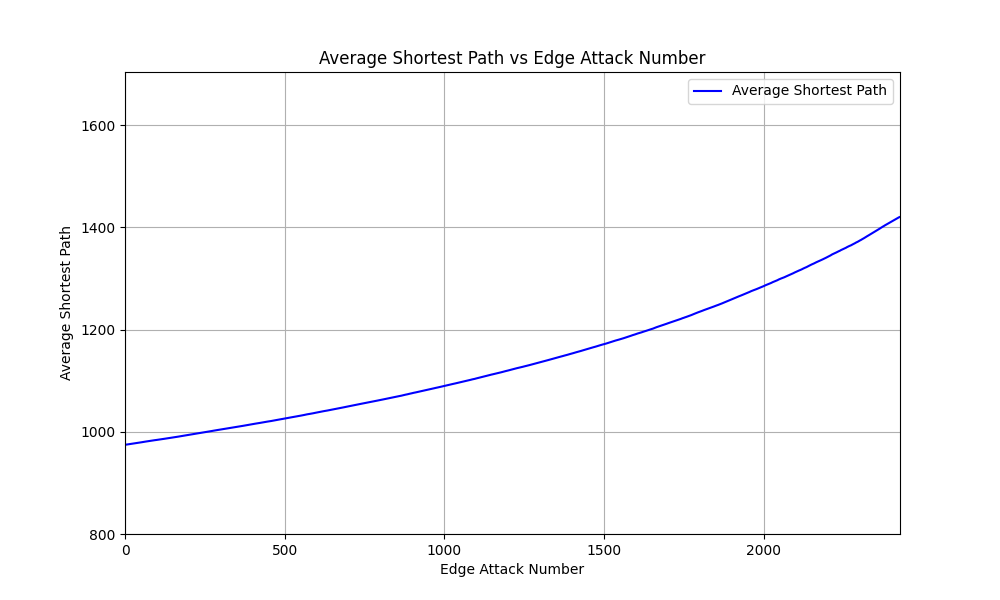 Average Shortest Path vs Edge Attack Number
Average Shortest Path
1600
1400
1200
1000
800
Average Shortest Path
0 500 1000 1500 2000
Edge Attack Number